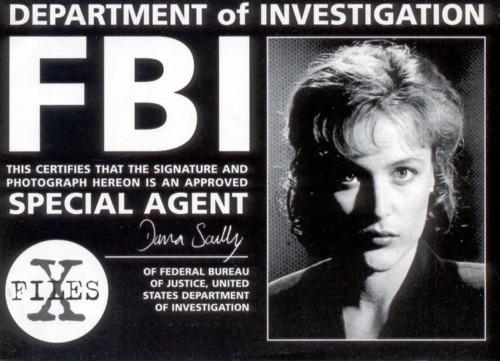 DEPARTMENT of INVESTIGATION
FBI
THIS CERTIFIES THAT THE SIGNATURE AND
PHOTOGRAPH HEREON IS AN APPROVED
SPECIAL AGENT
Dana Scully
OF FEDERAL BUREAU
OF JUSTICE, UNITED
STATES DEPARTMENT
OF INVESTIGATION
X
FILES